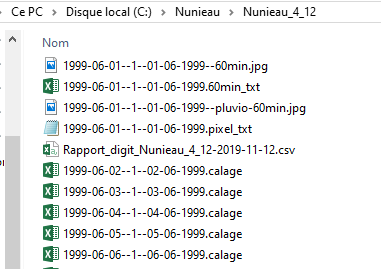 Ce PC > Disque local (C:) > Nunieau > Nunieau_4_12
Nom
1999-06-01--1--01-06-1999--60min.jpg
1999-06-01--1--01-06-1999.60min_txt
1999-06-01--1--01-06-1999--pluvio-60min.jpg
1999-06-01--1--01-06-1999.pixel_txt
Rapport_digit_Nunieau_4_12-2019-11-12.csv
1999-06-02--1--02-06-1999.calage
1999-06-03--1--03-06-1999.calage
1999-06-04--1--04-06-1999.calage
1999-06-05--1--05-06-1999.calage
1999-06-06--1--06-06-1999.calage